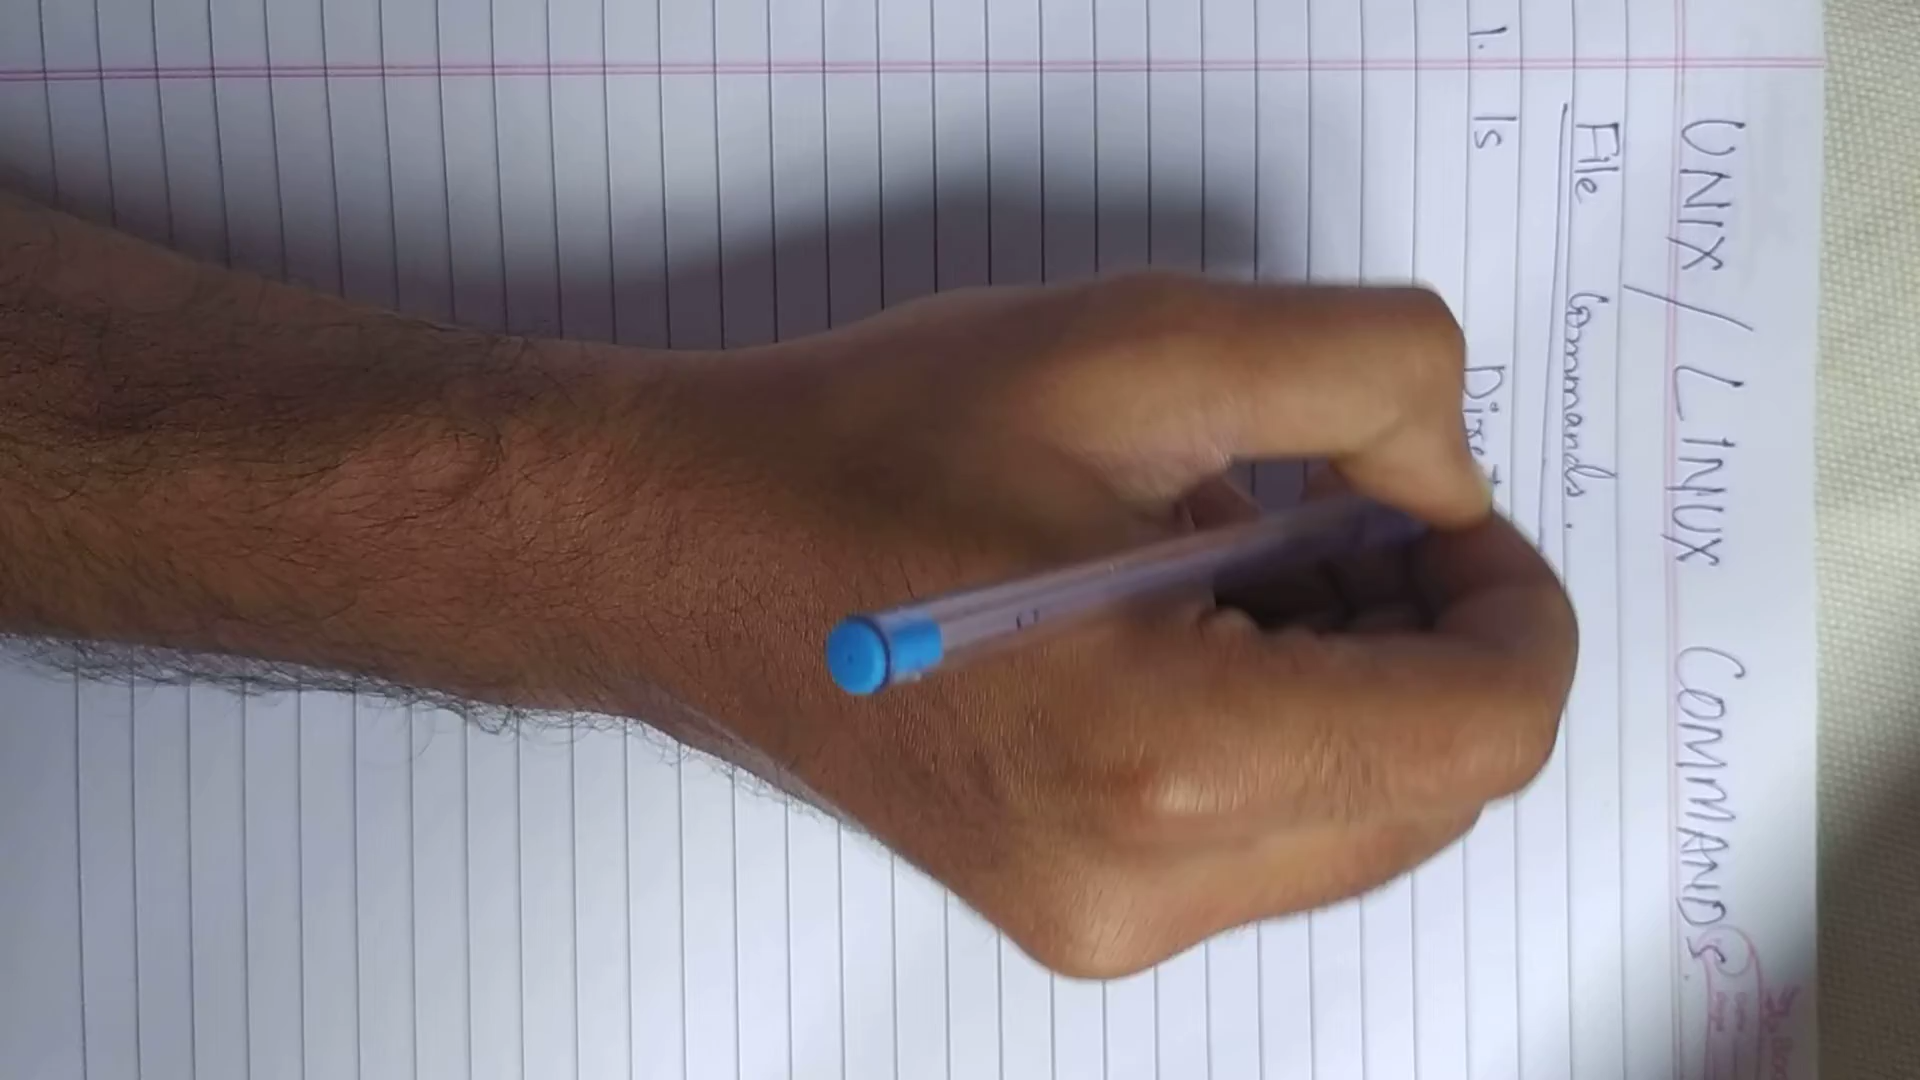 UNIX / LINUX COMMANDS.
File Commands.
1. ls